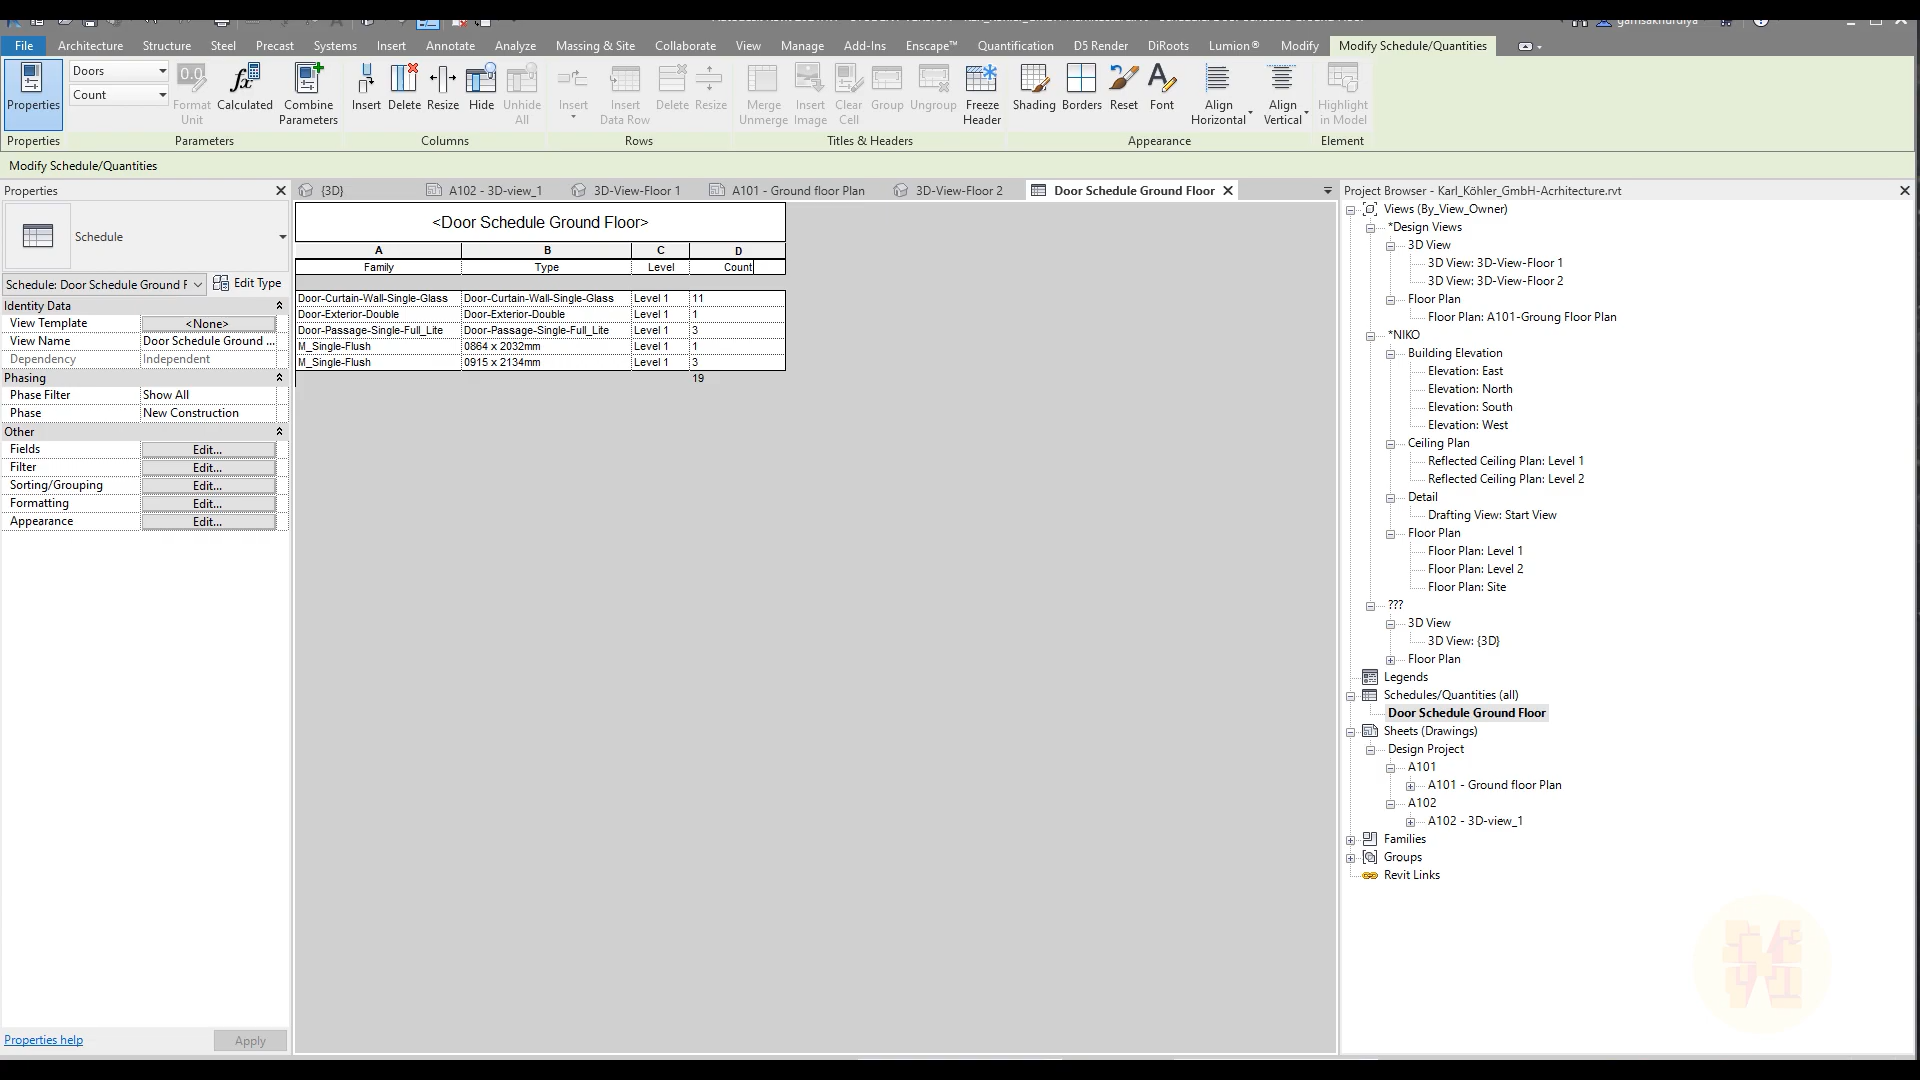 File Architecture Structure Steel Precast Systems Insert Annotate Analyze Massing & Site Collaborate View Manage Add-Ins Enscape™ Quantification D5 Render DiRoots Lumion® Modify Modify Schedule/Quantities
Doors
Count
Properties
Format Unit
Calculated
Combine Parameters
Insert
Delete
Resize
Hide
Unhide All
Insert
Insert Data Row
Delete
Resize
Merge Unmerge
Insert Image
Clear Cell
Group
Ungroup
Freeze Header
Shading
Borders
Reset
Font
Align Horizontal
Align Vertical
Highlight in Model
Properties Parameters Columns Rows Titles & Headers Appearance Element
Modify Schedule/Quantities
Properties
{3D} A102 - 3D-view_1 3D-View-Floor 1 A101 - Ground floor Plan 3D-View-Floor 2 Door Schedule Ground Floor
Project Browser - Karl_Köhler_GmbH-Acrhitecture.rvt
Schedule
Schedule: Door Schedule Ground F Edit Type
Identity Data
View Template <None>
View Name Door Schedule Ground ...
Dependency Independent
Phasing
Phase Filter Show All
Phase New Construction
Other
Fields Edit...
Filter Edit...
Sorting/Grouping Edit...
Formatting Edit...
Appearance Edit...
Properties help Apply
<Door Schedule Ground Floor>
A B C D
Family Type Level Count
Door-Curtain-Wall-Single-Glass Door-Curtain-Wall-Single-Glass Level 1 11
Door-Exterior-Double Door-Exterior-Double Level 1 1
Door-Passage-Single-Full_Lite Door-Passage-Single-Full_Lite Level 1 3
M_Single-Flush 0864 x 2032mm Level 1 1
M_Single-Flush 0915 x 2134mm Level 1 3
19
Views (By_View_Owner)
*Design Views
3D View
3D View: 3D-View-Floor 1
3D View: 3D-View-Floor 2
Floor Plan
Floor Plan: A101-Groung Floor Plan
*NIKO
Building Elevation
Elevation: East
Elevation: North
Elevation: South
Elevation: West
Ceiling Plan
Reflected Ceiling Plan: Level 1
Reflected Ceiling Plan: Level 2
Detail
Drafting View: Start View
Floor Plan
Floor Plan: Level 1
Floor Plan: Level 2
Floor Plan: Site
???
3D View
3D View: {3D}
Floor Plan
Legends
Schedules/Quantities (all)
Door Schedule Ground Floor
Sheets (Drawings)
Design Project
A101
A101 - Ground floor Plan
A102
A102 - 3D-view_1
Families
Groups
Revit Links